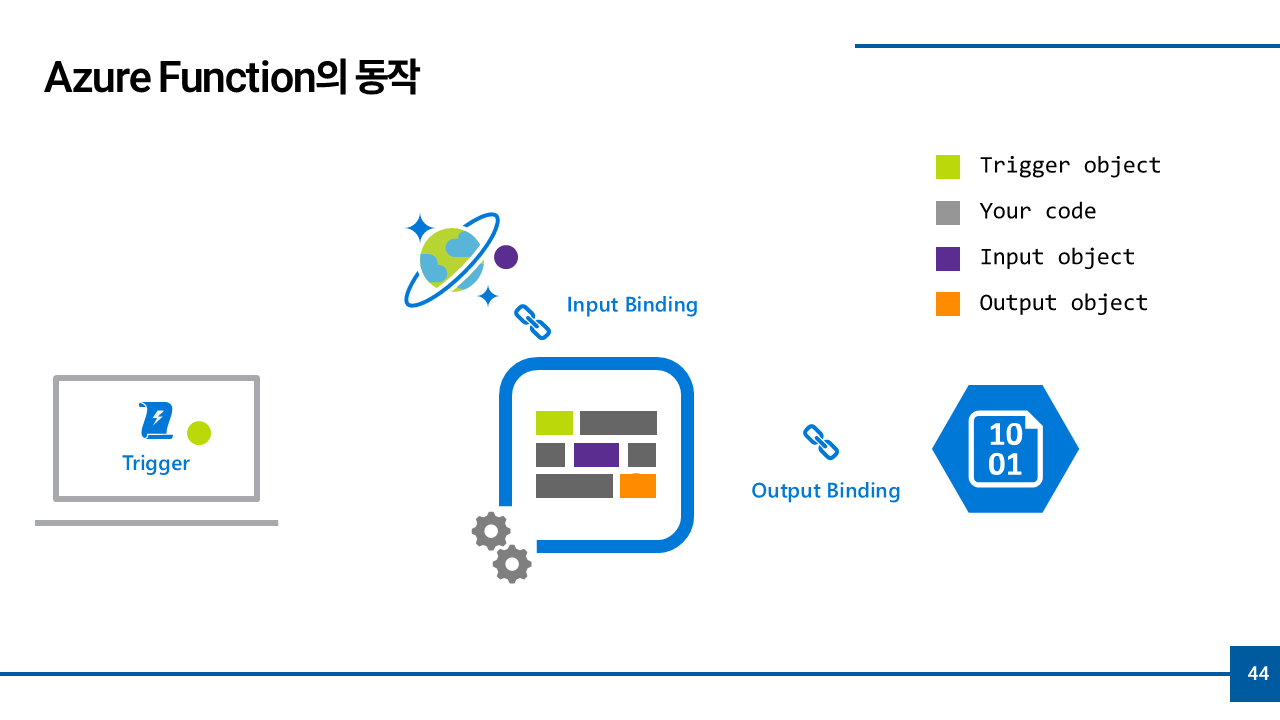 Azure Function의 동작
Trigger object
Your code
Input object
Output object
Input Binding
Trigger
10
01
Output Binding
44